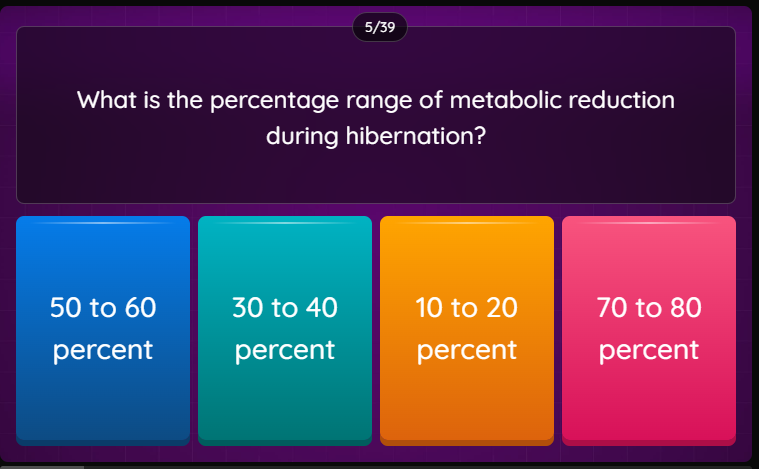 5/39
What is the percentage range of metabolic reduction
during hibernation?
50 to 60
percent
30 to 40
percent
10 to 20
percent
70 to 80
percent